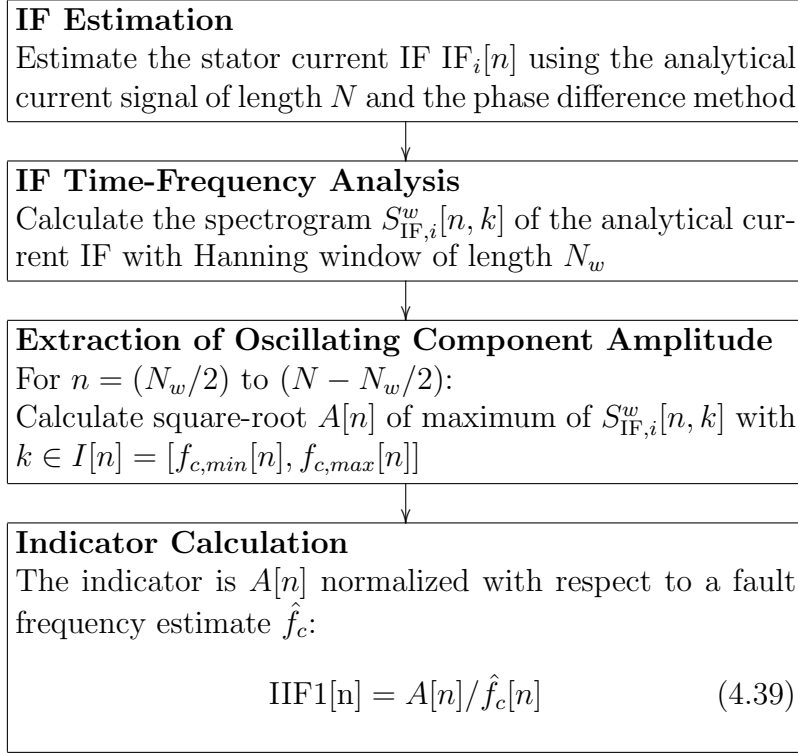 IF Estimation
Estimate the stator current IF IF_i[n] using the analytical
current signal of length N and the phase difference method
IF Time-Frequency Analysis
Calculate the spectrogram S^w_{IF,i}[n, k] of the analytical cur-
rent IF with Hanning window of length N_w
Extraction of Oscillating Component Amplitude
For n = (N_w/2) to (N − N_w/2):
Calculate square-root A[n] of maximum of S^w_{IF,i}[n, k] with
k ∈ I[n] = [f_{c,min}[n], f_{c,max}[n]]
Indicator Calculation
The indicator is A[n] normalized with respect to a fault
frequency estimate f̂_c:
IIF1[n] = A[n]/f̂_c[n] (4.39)